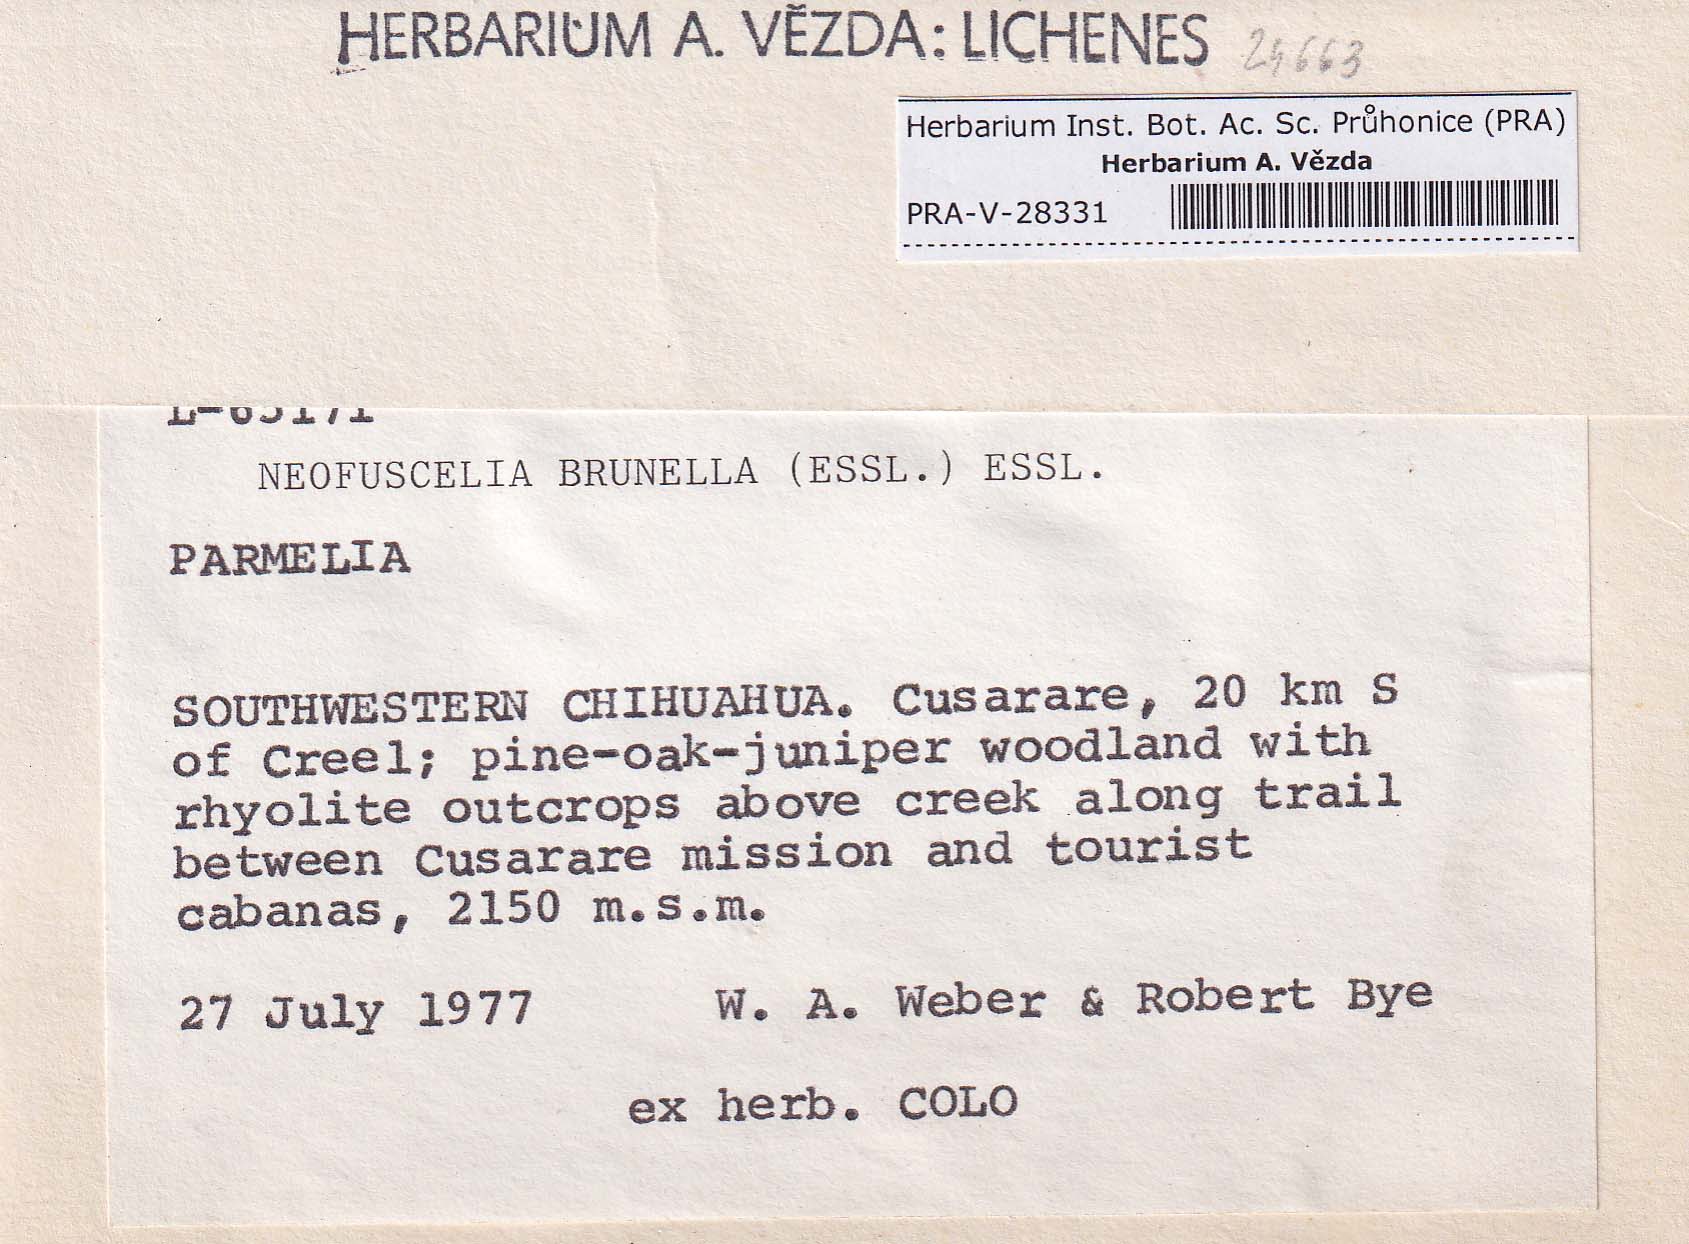 HERBARIUM A. VĚZDA: LICHENES 24663
Herbarium Inst. Bot. Ac. Sc. Průhonice (PRA)
Herbarium A. Vězda
PRA-V-28331
NEOFUSCELIA BRUNELLA (ESSL.) ESSL.
PARMELIA
SOUTHWESTERN CHIHUAHUA. Cusarare, 20 km S
of Creel; pine-oak-juniper woodland with
rhyolite outcrops above creek along trail
between Cusarare mission and tourist
cabanas, 2150 m.s.m.
27 July 1977 W. A. Weber & Robert Bye
ex herb. COLO